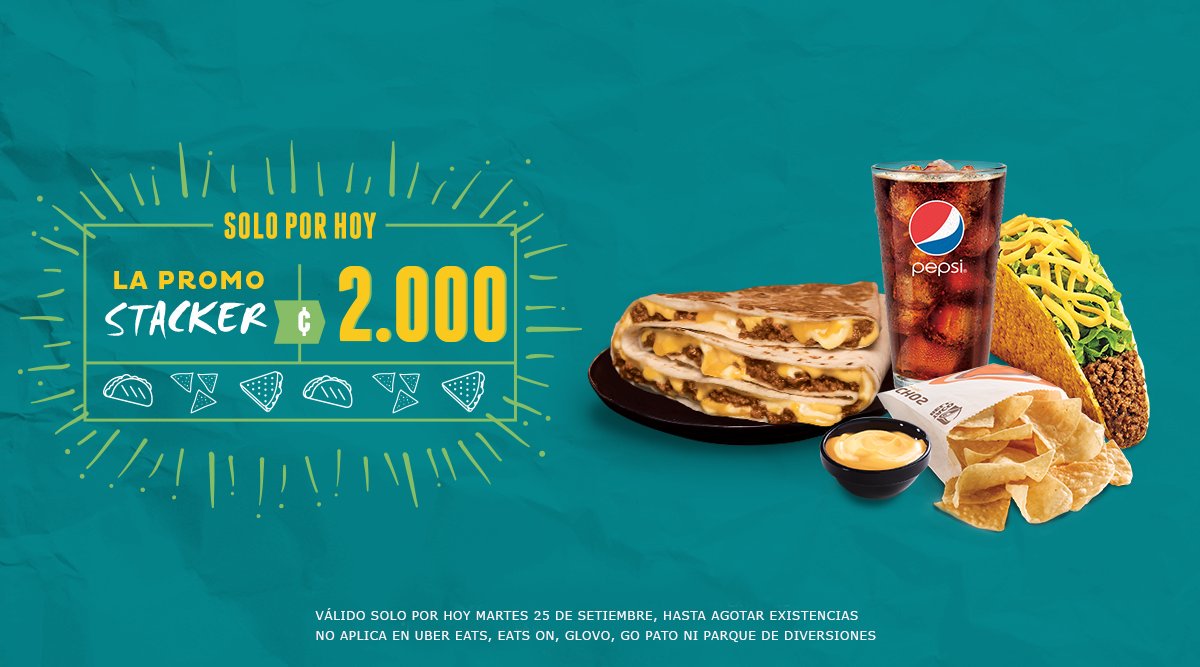 SOLO POR HOY
LA PROMO
STACKER
₡ 2.000
pepsi
VÁLIDO SOLO POR HOY MARTES 25 DE SETIEMBRE, HASTA AGOTAR EXISTENCIAS
NO APLICA EN UBER EATS, EATS ON, GLOVO, GO PATO NI PARQUE DE DIVERSIONES